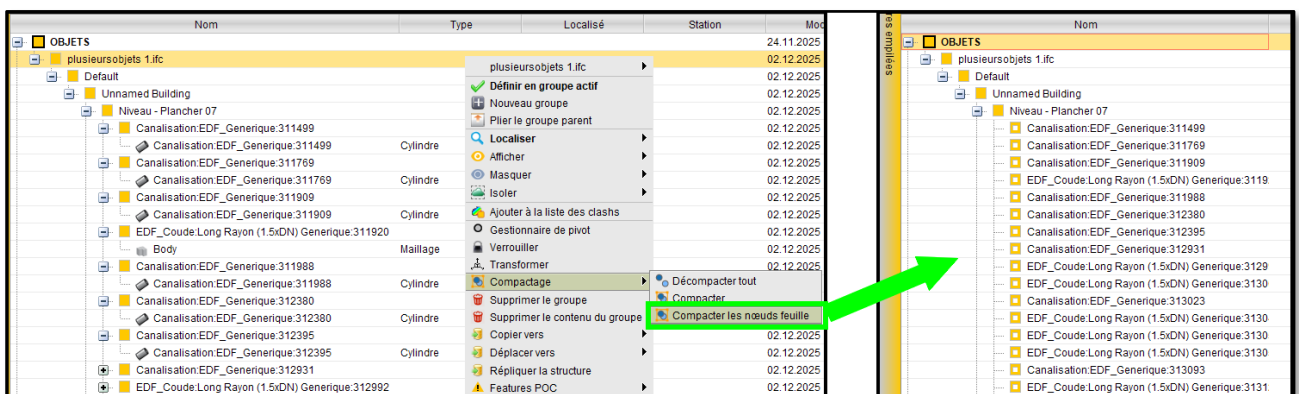 Nom Type Localisé Station Moc
OBJETS 24.11.2025
plusieursobjets 1.ifc 02.12.2025
Default 02.12.2025
Unnamed Building 02.12.2025
Niveau - Plancher 07 02.12.2025
Canalisation:EDF_Generique:311499 02.12.2025
Canalisation:EDF_Generique:311499 Cylindre 02.12.2025
Canalisation:EDF_Generique:311769 02.12.2025
Canalisation:EDF_Generique:311769 Cylindre 02.12.2025
Canalisation:EDF_Generique:311909 02.12.2025
Canalisation:EDF_Generique:311909 Cylindre 02.12.2025
EDF_Coude:Long Rayon (1.5xDN) Generique:311920 02.12.2025
Body Maillage 02.12.2025
Canalisation:EDF_Generique:311988 02.12.2025
Canalisation:EDF_Generique:311988 Cylindre
Canalisation:EDF_Generique:312380
Canalisation:EDF_Generique:312380 Cylindre 02.12.2025
Canalisation:EDF_Generique:312395 02.12.2025
Canalisation:EDF_Generique:312395 Cylindre 02.12.2025
Canalisation:EDF_Generique:312931 02.12.2025
EDF_Coude:Long Rayon (1.5xDN) Generique:312992 02.12.2025
plusieursobjets 1.ifc
Définir en groupe actif
Nouveau groupe
Plier le groupe parent
Localiser
Afficher
Masquer
Isoler
Ajouter à la liste des clashs
Gestionnaire de pivot
Verrouiller
Transformer
Compactage
Supprimer le groupe
Supprimer le contenu du groupe
Copier vers
Déplacer vers
Répliquer la structure
Features POC
Décompacter tout
Compacter
Compacter les nœuds feuille
res empilées
Nom
OBJETS
plusieursobjets 1.ifc
Default
Unnamed Building
Niveau - Plancher 07
Canalisation:EDF_Generique:311499
Canalisation:EDF_Generique:311769
Canalisation:EDF_Generique:311909
EDF_Coude:Long Rayon (1.5xDN) Generique:3119
Canalisation:EDF_Generique:311988
Canalisation:EDF_Generique:312380
Canalisation:EDF_Generique:312395
Canalisation:EDF_Generique:312931
EDF_Coude:Long Rayon (1.5xDN) Generique:3129
EDF_Coude:Long Rayon (1.5xDN) Generique:3130
Canalisation:EDF_Generique:313023
EDF_Coude:Long Rayon (1.5xDN) Generique:3130
EDF_Coude:Long Rayon (1.5xDN) Generique:3130
EDF_Coude:Long Rayon (1.5xDN) Generique:3130
Canalisation:EDF_Generique:313093
EDF_Coude:Long Rayon (1.5xDN) Generique:3131